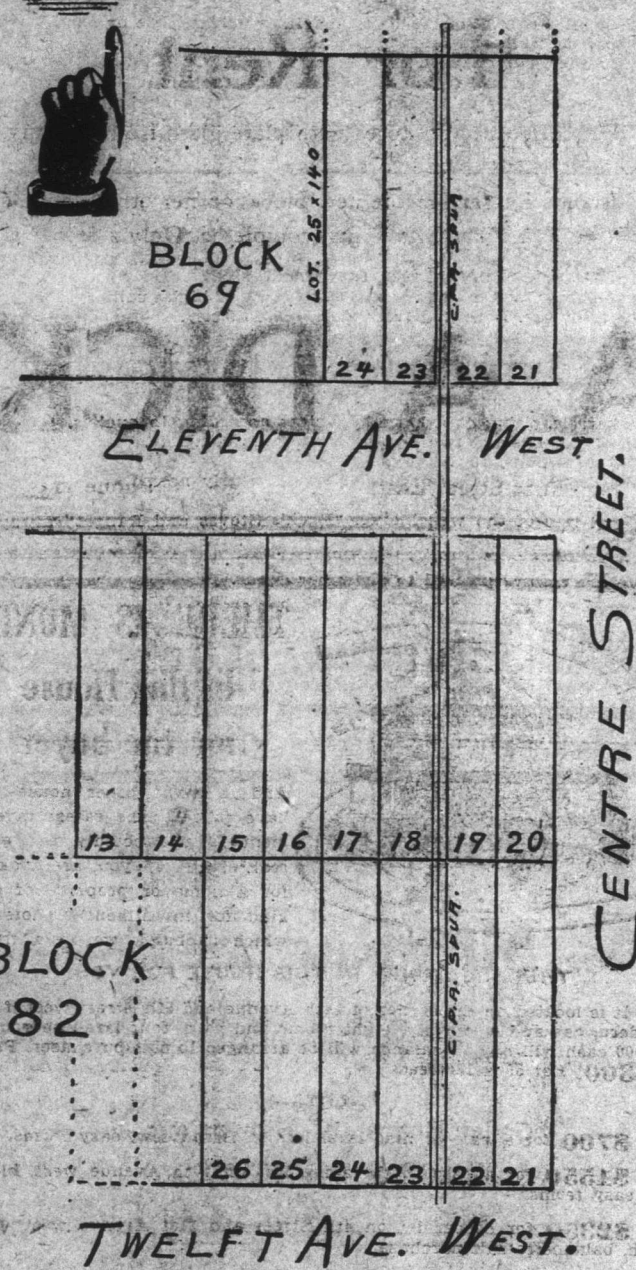 BLOCK
69
LOT. 25 x 140
C.P.R. SPUR
24 23 22 21
ELEVENTH AVE. WEST
CENTRE STREET.
13 14 15 16 17 18 19 20
BLOCK
82
C.P.R. SPUR.
26 25 24 23 22 21
TWELFT AVE. WEST.